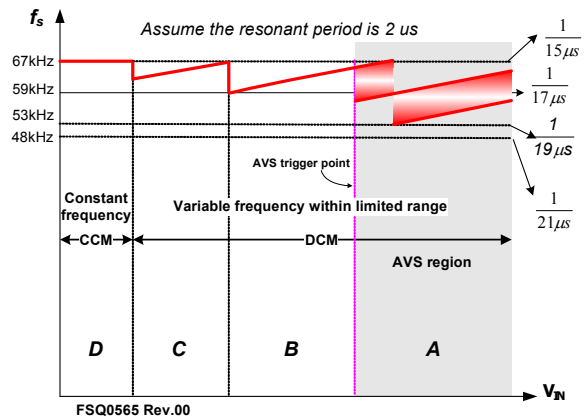 fs
Assume the resonant period is 2 us
67kHz
59kHz
53kHz
48kHz
1
15μs
1
17μs
1
19μs
1
21μs
AVS trigger point
Constant
frequency
Variable frequency within limited range
CCM
DCM
AVS region
D
C
B
A
VIN
FSQ0565 Rev.00